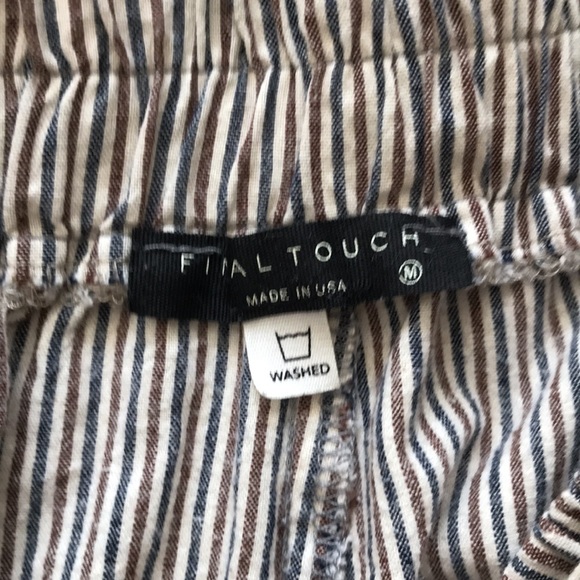 FINAL TOUCH
MADE IN USA
M
WASHED